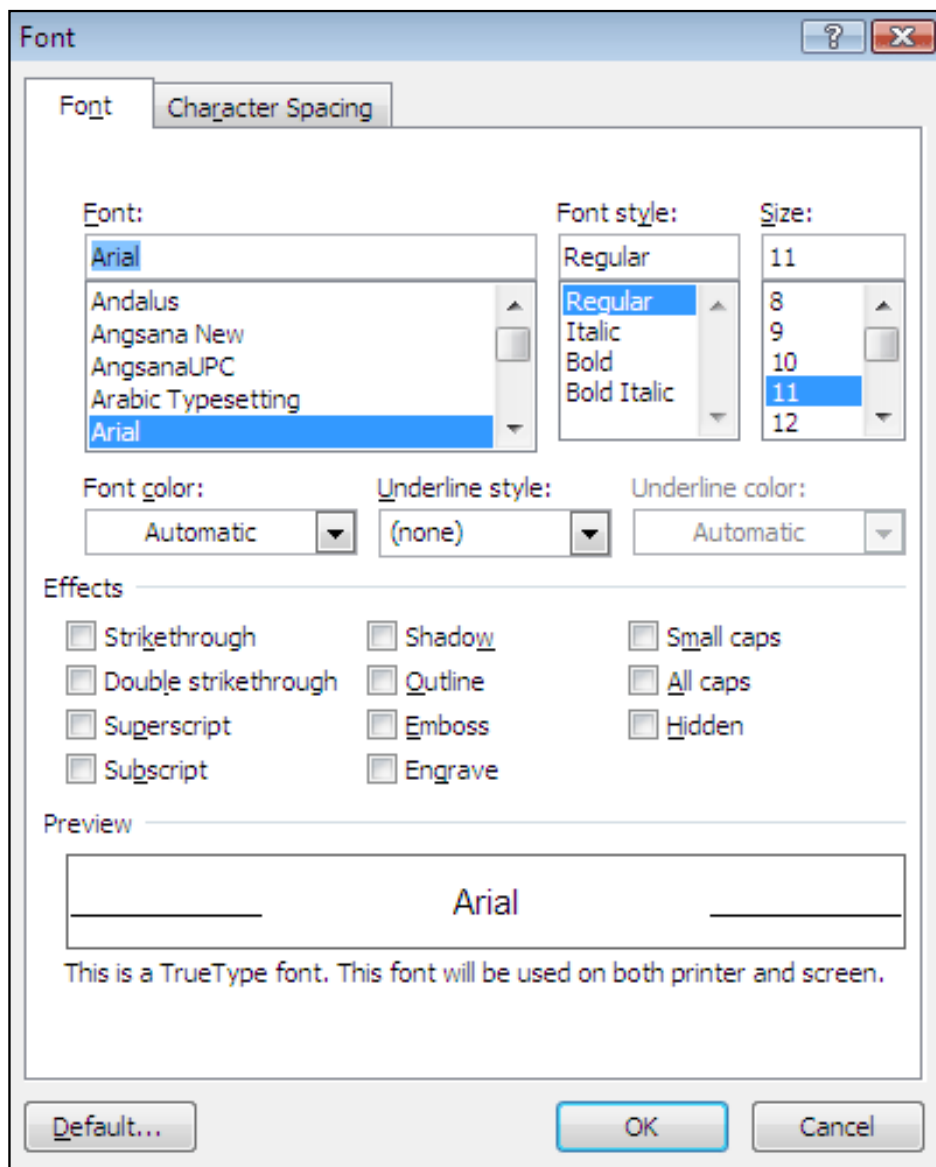 Font
Font Character Spacing
Font: Font style: Size:
Arial Regular 11
Andalus Regular 8
Angsana New Italic 9
AngsanaUPC Bold 10
Arabic Typesetting Bold Italic 11
Arial 12
Font color: Underline style: Underline color:
Automatic (none) Automatic
Effects
Strikethrough Shadow Small caps
Double strikethrough Outline All caps
Superscript Emboss Hidden
Subscript Engrave
Preview
Arial
This is a TrueType font. This font will be used on both printer and screen.
Default... OK Cancel